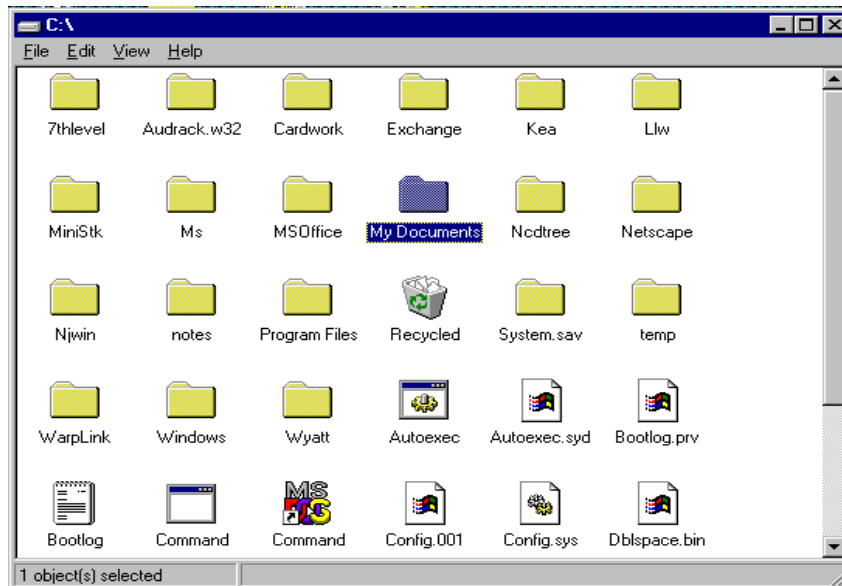 C:\
File Edit View Help
7thlevel Audrack.w32 Cardwork Exchange Kea Llw
MiniStk Ms MSOffice My Documents Ncdtree Netscape
Njwin notes Program Files Recycled System.sav temp
WarpLink Windows Wyatt Autoexec Autoexec.syd Bootlog.prv
MS
DOS
Bootlog Command Command Config.001 Config.sys Dblspace.bin
1 object(s) selected